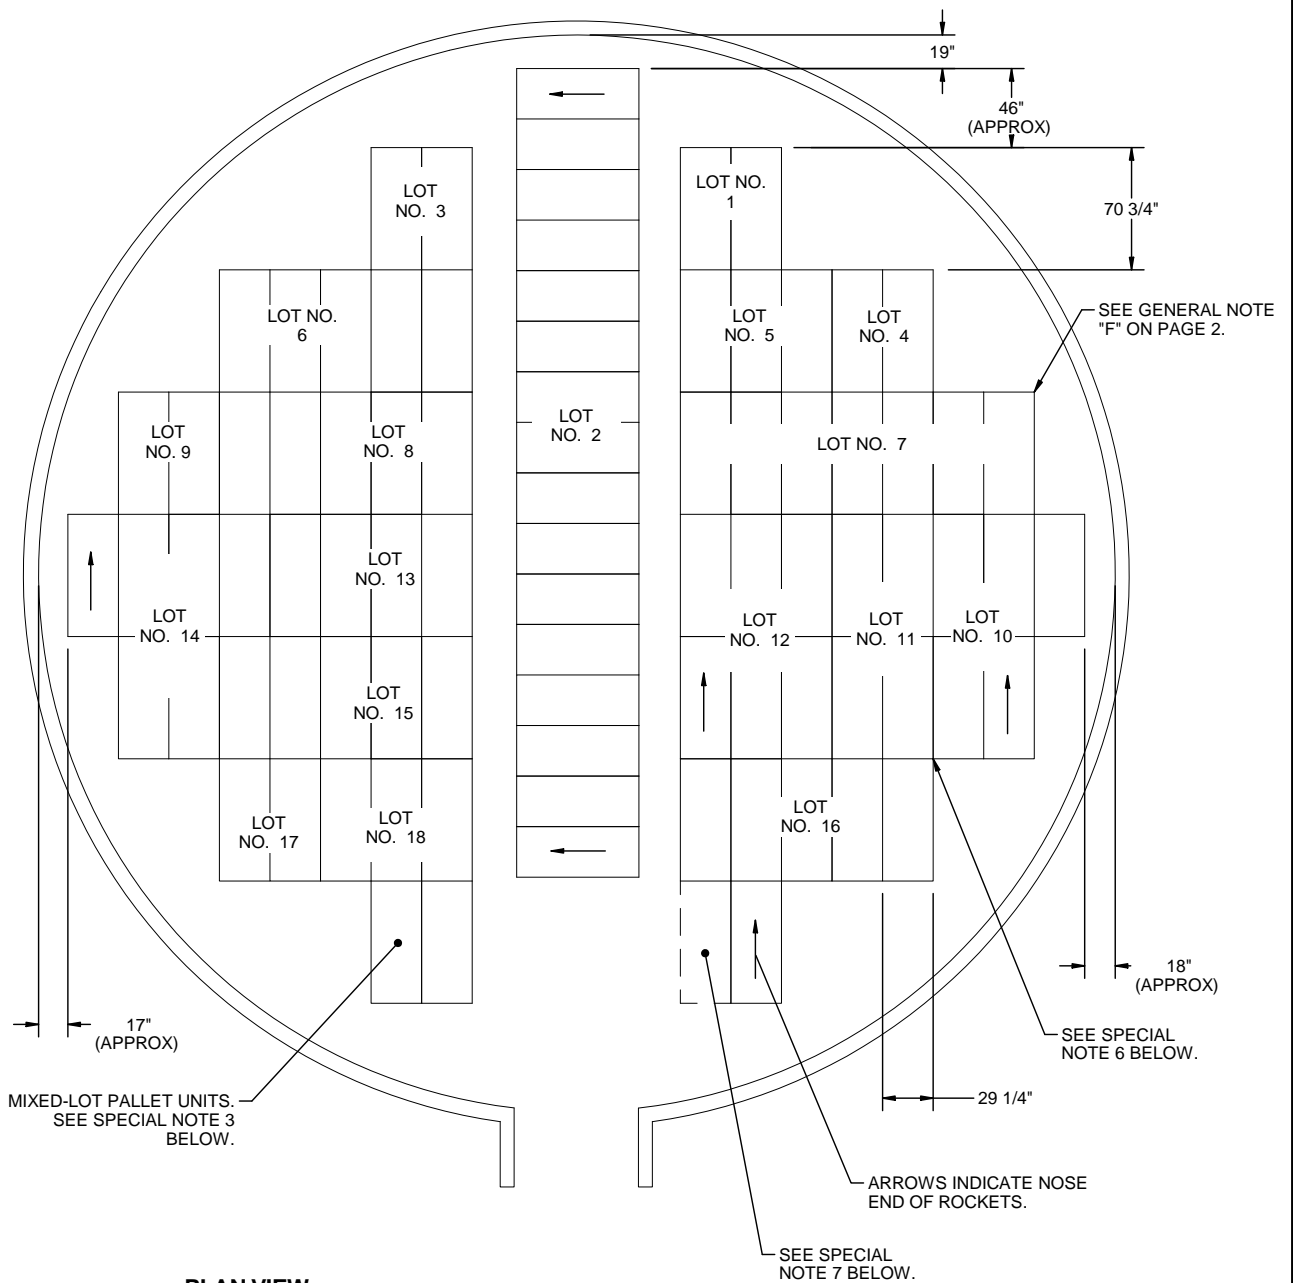 19"
46"
(APPROX)
LOT
NO. 3
LOT NO.
1
70 3/4"
LOT NO.
6
LOT
NO. 5
LOT
NO. 4
SEE GENERAL NOTE
"F" ON PAGE 2.
LOT
NO. 9
LOT
NO. 8
LOT
NO. 2
LOT NO. 7
LOT
NO. 13
LOT
NO. 14
LOT
NO. 12
LOT
NO. 11
LOT
NO. 10
LOT
NO. 15
LOT
NO. 17
LOT
NO. 18
LOT
NO. 16
18"
(APPROX)
17"
(APPROX)
SEE SPECIAL
NOTE 6 BELOW.
MIXED-LOT PALLET UNITS.
SEE SPECIAL NOTE 3
BELOW.
29 1/4"
ARROWS INDICATE NOSE
END OF ROCKETS.
SEE SPECIAL
NOTE 7 BELOW.
PLAN VIEW